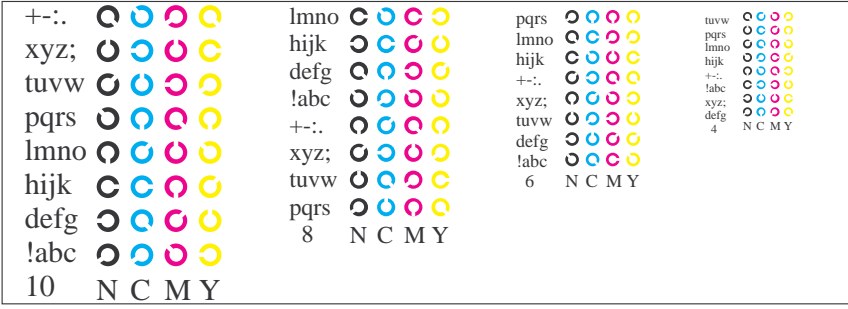 +-:.
xyz;
tuvw
pqrs
lmno
hijk
defg
!abc
10 N C M Y
lmno
hijk
defg
!abc
+-:.
xyz;
tuvw
pqrs
8 N C M Y
pqrs
lmno
hijk
+-:.
xyz;
tuvw
defg
!abc
6 N C M Y
tuvw
pqrs
lmno
hijk
+-:.
!abc
xyz;
defg
4 N C M Y